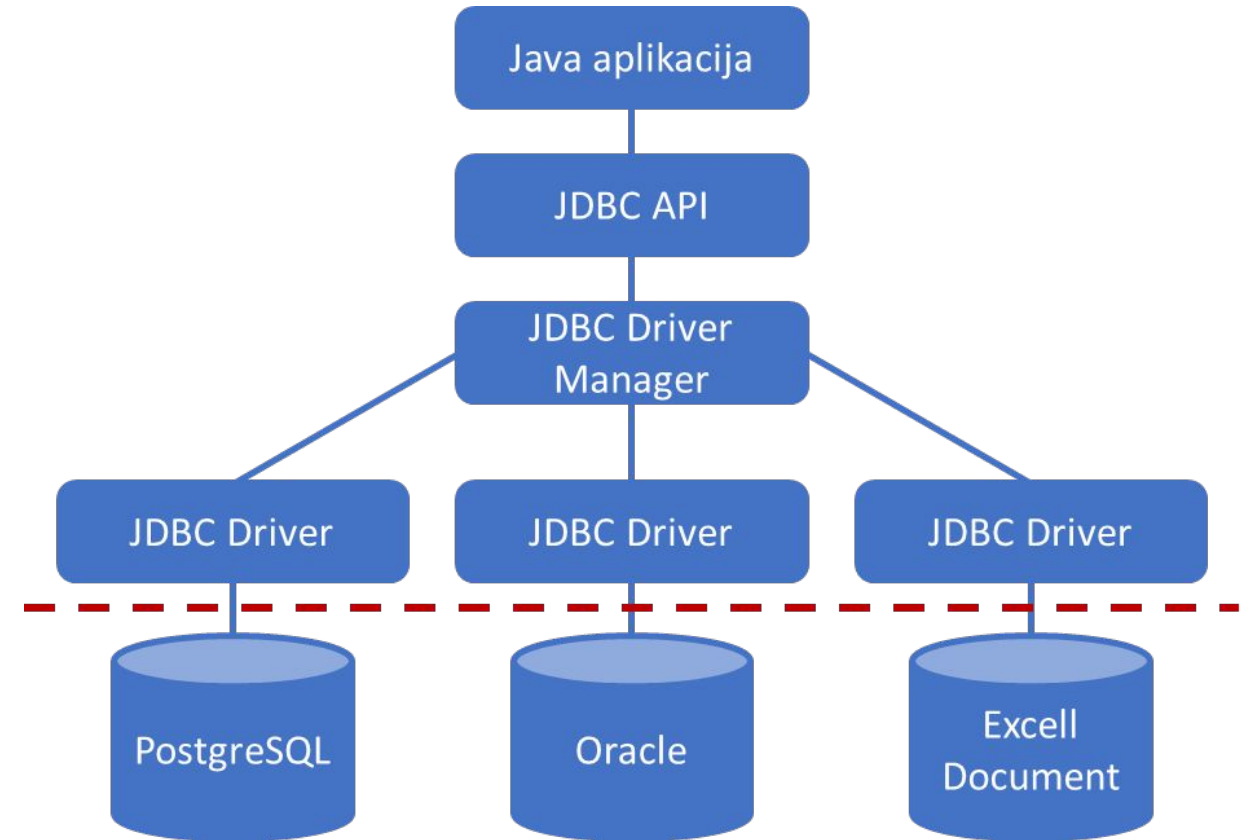 Java aplikacija
JDBC API
JDBC Driver
Manager
JDBC Driver
JDBC Driver
JDBC Driver
PostgreSQL
Oracle
Excell
Document